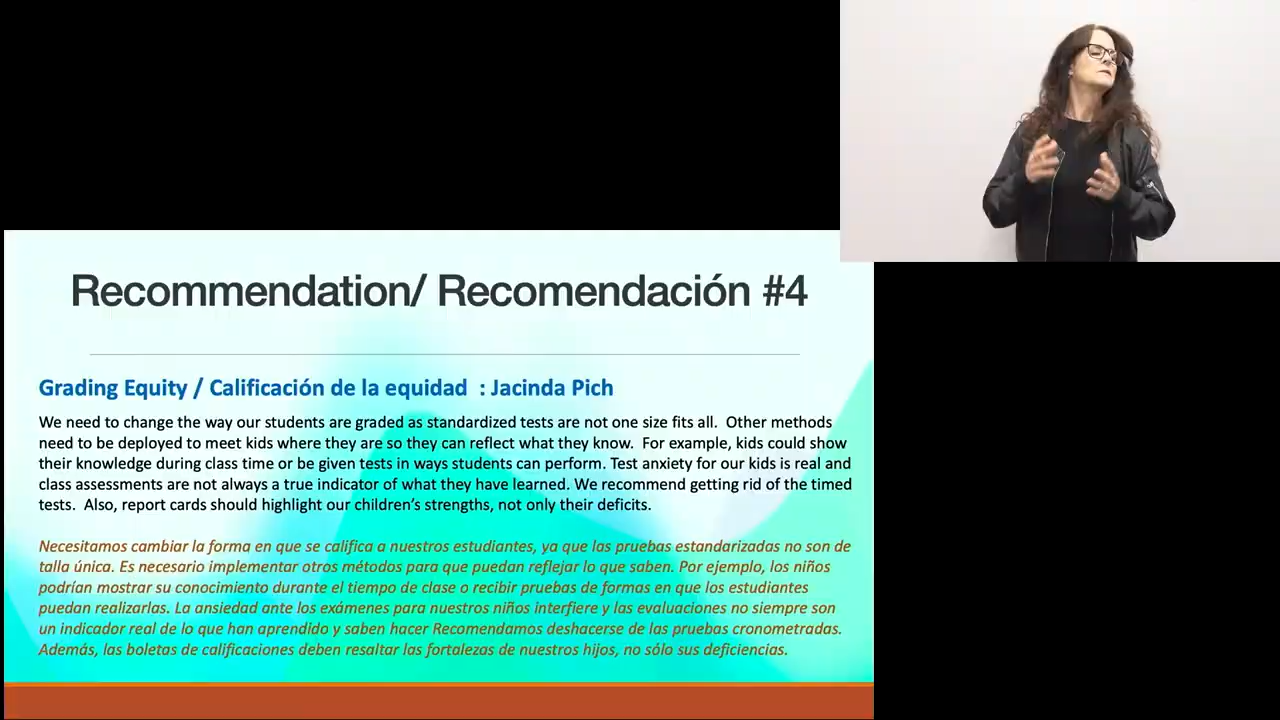 Recommendation/ Recomendación #4
Grading Equity / Calificación de la equidad : Jacinda Pich
We need to change the way our students are graded as standardized tests are not one size fits all. Other methods
need to be deployed to meet kids where they are so they can reflect what they know. For example, kids could show
their knowledge during class time or be given tests in ways students can perform. Test anxiety for our kids is real and
class assessments are not always a true indicator of what they have learned. We recommend getting rid of the timed
tests. Also, report cards should highlight our children’s strengths, not only their deficits.
Necesitamos cambiar la forma en que se califica a nuestros estudiantes, ya que las pruebas estandarizadas no son de
talla única. Es necesario implementar otros métodos para que puedan reflejar lo que saben. Por ejemplo, los niños
podrían mostrar su conocimiento durante el tiempo de clase o recibir pruebas de formas en que los estudiantes
puedan realizarlas. La ansiedad ante los exámenes para nuestros niños interfiere y las evaluaciones no siempre son
un indicador real de lo que han aprendido y saben hacer Recomendamos deshacerse de las pruebas cronometradas.
Además, las boletas de calificaciones deben resaltar las fortalezas de nuestros hijos, no sólo sus deficiencias.